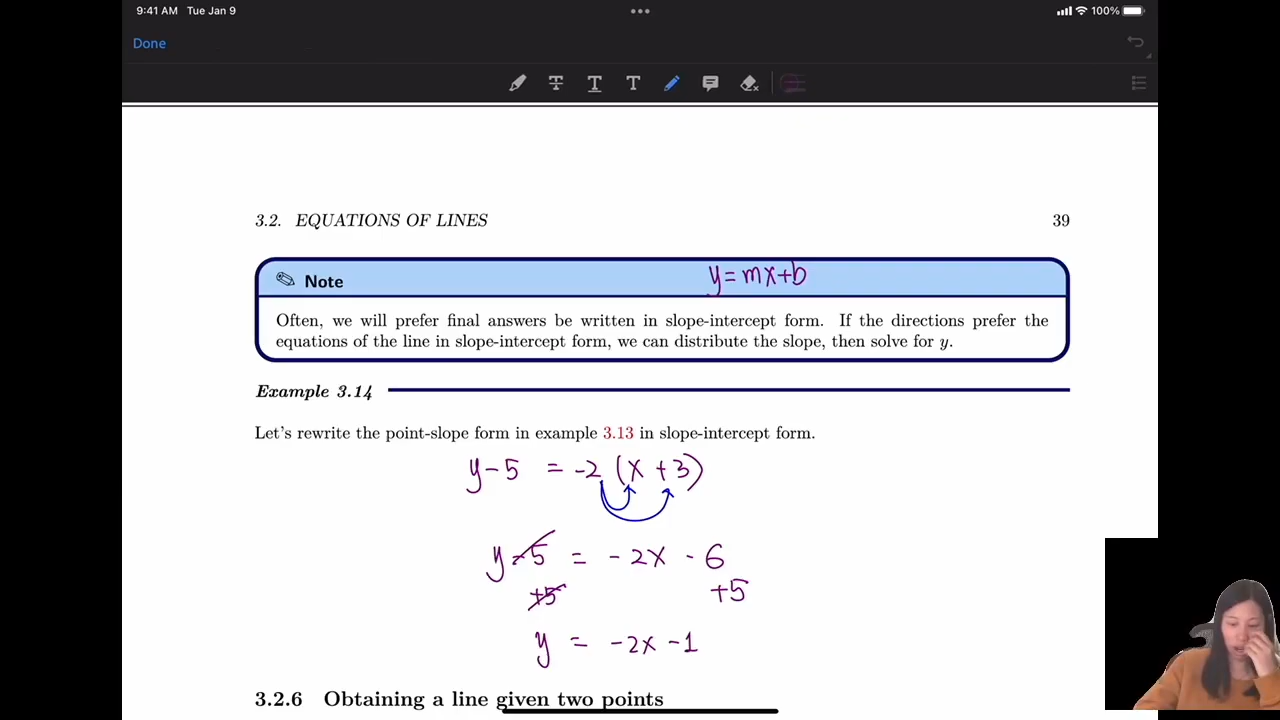 9:41 AM Tue Jan 9
100%
Done
T T T
3.2. EQUATIONS OF LINES 39
Note y = mx+b
Often, we will prefer final answers be written in slope-intercept form. If the directions prefer the
equations of the line in slope-intercept form, we can distribute the slope, then solve for y.
Example 3.14
Let's rewrite the point-slope form in example 3.13 in slope-intercept form.
y-5 = -2 (x +3)
y-5 = -2x - 6
+5 +5
y = -2x -1
3.2.6 Obtaining a line given two points